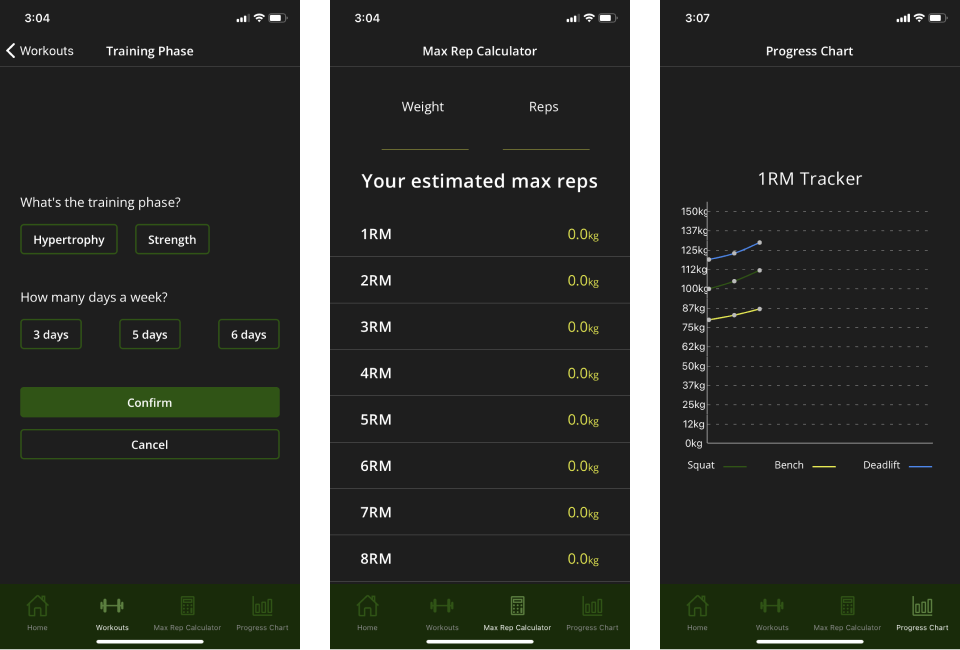 3:04
Workouts Training Phase
What's the training phase?
Hypertrophy Strength
How many days a week?
3 days 5 days 6 days
Confirm
Cancel
Home Workouts Max Rep Calculator Progress Chart
3:04
Max Rep Calculator
Weight Reps
Your estimated max reps
1RM 0.0kg
2RM 0.0kg
3RM 0.0kg
4RM 0.0kg
5RM 0.0kg
6RM 0.0kg
7RM 0.0kg
8RM 0.0kg
Home Workouts Max Rep Calculator Progress Chart
3:07
Progress Chart
1RM Tracker
150kg
137kg
125kg
112kg
100kg
87kg
75kg
62kg
50kg
37kg
25kg
12kg
0kg
Squat Bench Deadlift
Home Workouts Max Rep Calculator Progress Chart